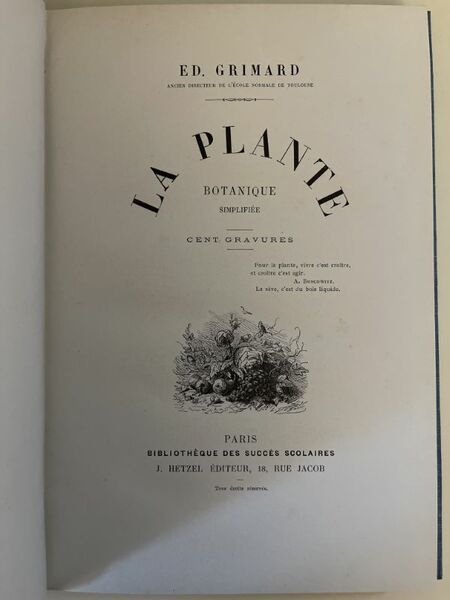 ED. GRIMARD
ANCIEN DIRECTEUR DE L'ÉCOLE NORMALE DE TOULOUSE
LA PLANTE
BOTANIQUE
SIMPLIFIÉE
CENT GRAVURES
Pour la plante, vivre c'est croître,
et croître c'est agir.
A. BOSCOWITZ.
La sève, c'est du bois liquide.
PARIS
BIBLIOTHÈQUE DES SUCCÈS SCOLAIRES
J. HETZEL ÉDITEUR, 18, RUE JACOB
Tous droits réservés.